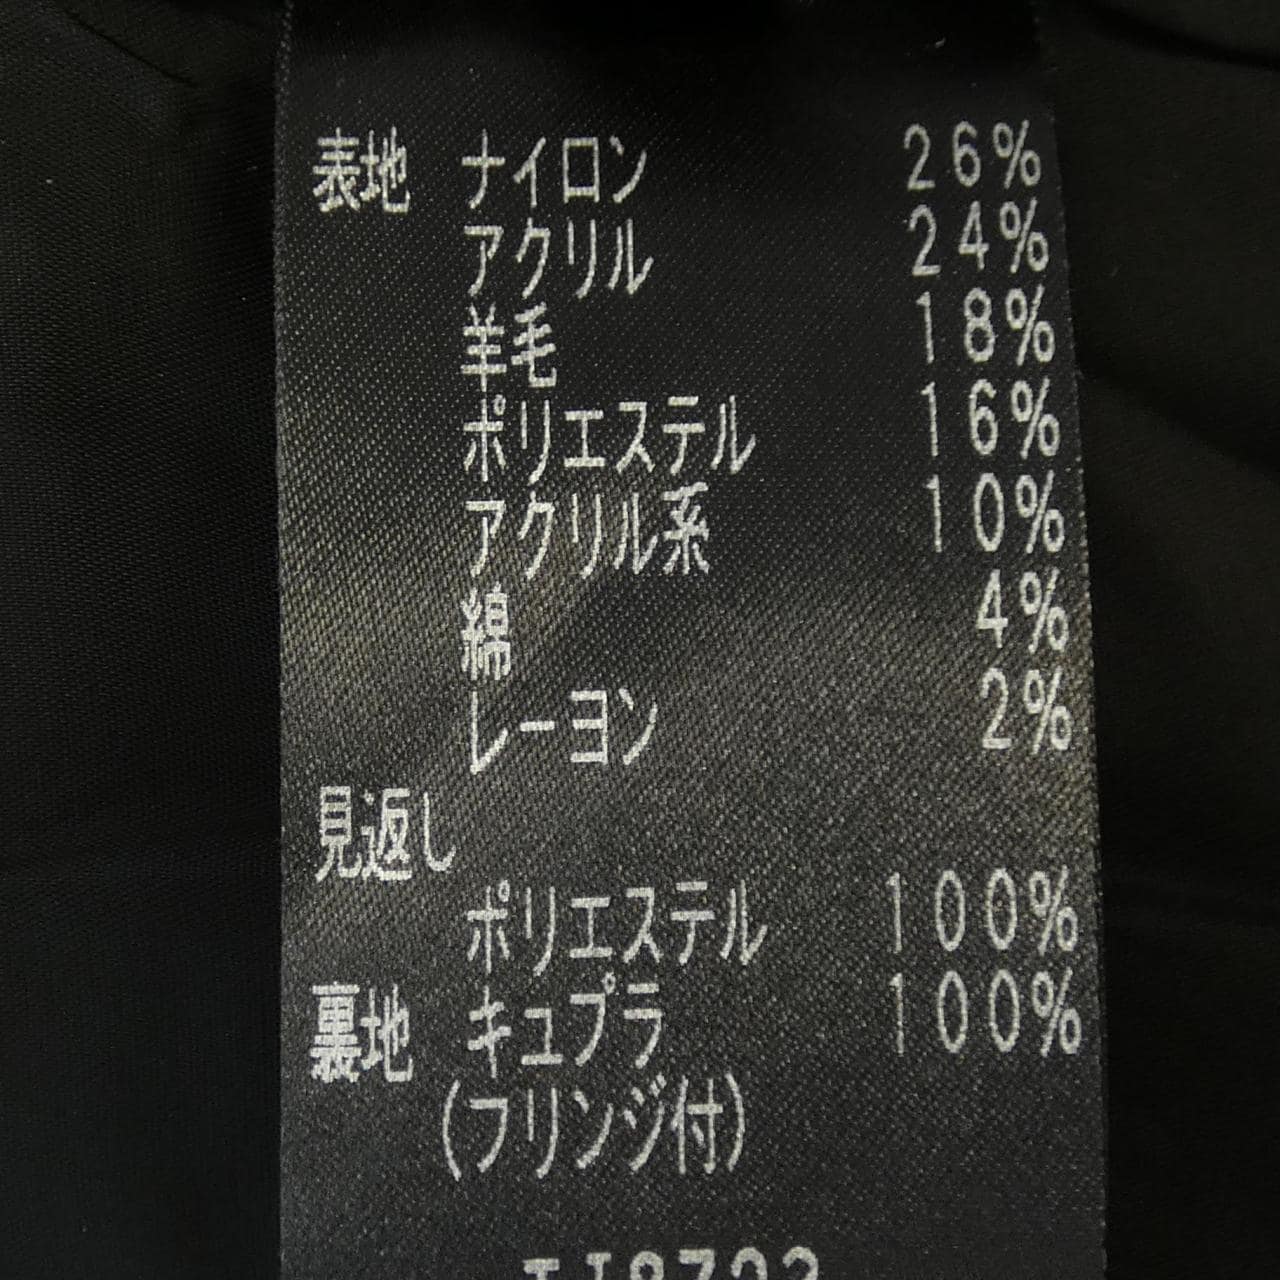 表地 ナイロン 26%
アクリル 24%
羊毛 18%
ポリエステル 16%
アクリル系 10%
綿 4%
レーヨン 2%
見返し
ポリエステル 100%
裏地 キュプラ 100%
(フリンジ付)